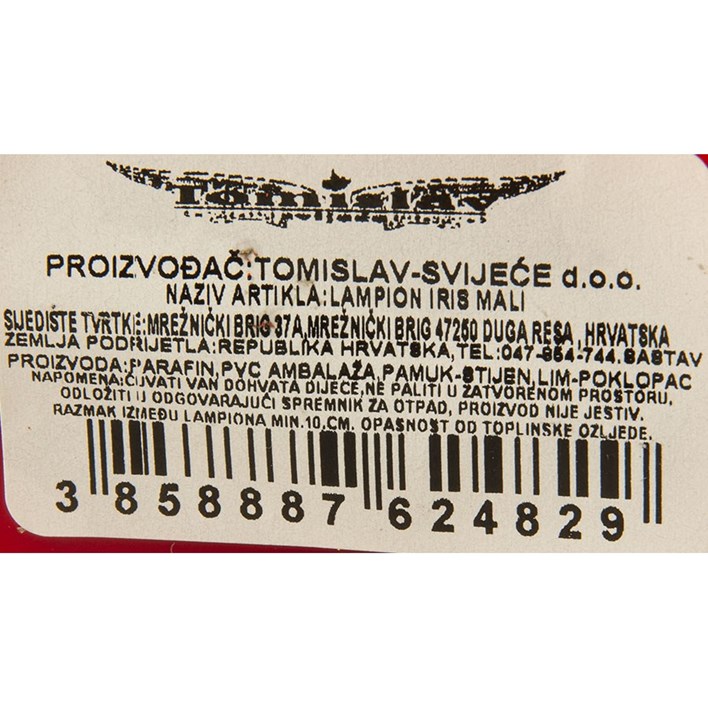 Tomislav
PROIZVOĐAČ:TOMISLAV-SVIJEĆE d.o.o.
NAZIV ARTIKLA:LAMPION IRIS MALI
SIJEDIŠTE TVRTKE:MREŽNIČKI BRIG 37A,MREŽNIČKI BRIG 47250 DUGA RESA ,HRVATSKA
ZEMLJA PODRIJETLA:REPUBLIKA HRVATSKA,TEL:047-854-744.SASTAV
PROIZVODA:PARAFIN,PVC AMBALAŽA,PAMUK-STIJEN,LIM-POKLOPAC
NAPOMENA:ČUVATI VAN DOHVATA DIJECE,NE PALITI U ZATVORENOM PROSTORU,
ODLOŽITI U ODGOVARAJUĆI SPREMNIK ZA OTPAD, PROIZVOD NIJE JESTIV.
RAZMAK IZMEĐU LAMPIONA MIN.10.CM. OPASNOST OD TOPLINSKE OZLJEDE.
3 858887 624829